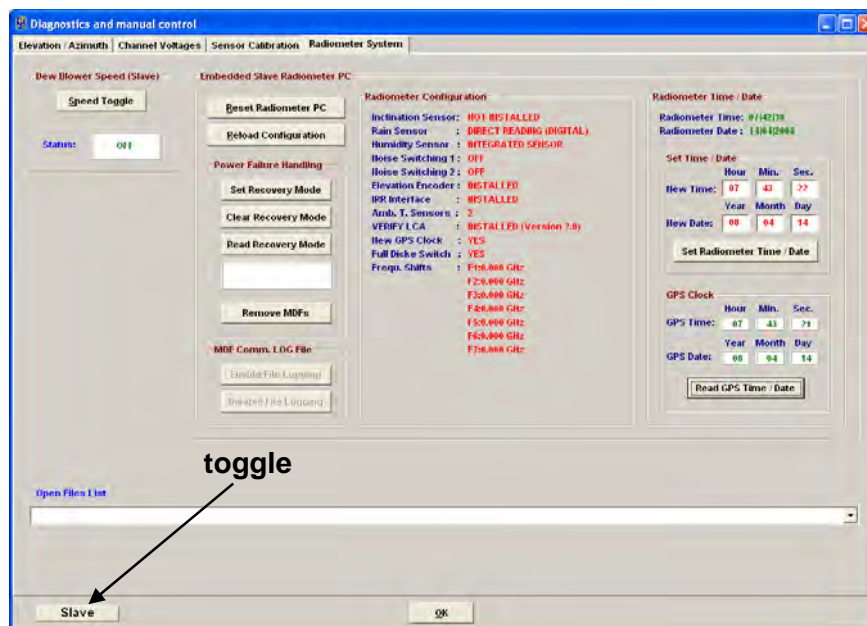 Diagnostics and manual control
Elevation / Azimuth
Channel Voltages
Sensor Calibration
Radiometer System
Dew Blower Speed (Slave)
Speed Toggle
Status: OFF
Embedded Slave Radiometer PC
Reset Radiometer PC
Reload Configuration
Power Failure Handling
Set Recovery Mode
Clear Recovery Mode
Read Recovery Mode
Remove MDFs
MDF Comm. LOG File
Enable File Logging
Disable File Logging
Radiometer Configuration
Inclination Sensor: NOT INSTALLED
Rain Sensor : DIRECT READING (DIGITAL)
Humidity Sensor : INTEGRATED SENSOR
Noise Switching 1: OFF
Noise Switching 2: OFF
Elevation Encoder: INSTALLED
IRR Interface : INSTALLED
Amb. T. Sensors : 2
VERIFY LCA : INSTALLED (Version 2.0)
New GPS Clock : YES
Full Dicke Switch : YES
Frequ. Shifts : F1:0.000 GHz
F2:0.000 GHz
F3:0.000 GHz
F4:0.000 GHz
F5:0.000 GHz
F6:0.000 GHz
F7:0.000 GHz
Radiometer Time / Date
Radiometer Time:
Radiometer Date:
Set Time / Date
Hour Min. Sec.
New Time: 07 43 22
Year Month Day
New Date: 08 04 14
Set Radiometer Time / Date
GPS Clock
Hour Min. Sec.
GPS Time: 07 43 21
Year Month Day
GPS Date: 08 04 14
Read GPS Time / Date
toggle
Open Files List
Slave
OK